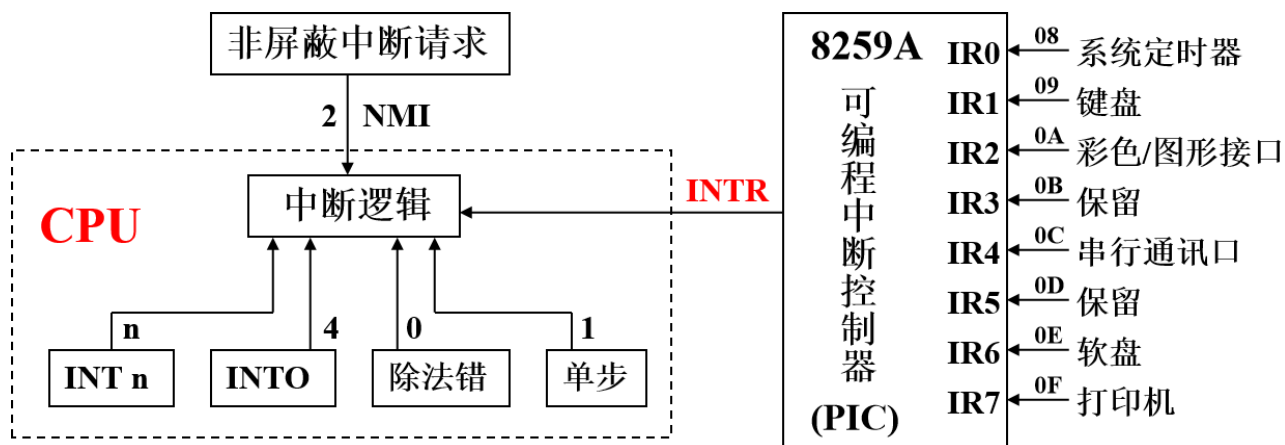 非屏蔽中断请求
2 NMI
CPU
中断逻辑
INTR
n
4
0
1
INT n
INTO
除法错
单步
8259A
可编程中断控制器
(PIC)
IR0 08 系统定时器
IR1 09 键盘
IR2 0A 彩色/图形接口
IR3 0B 保留
IR4 0C 串行通讯口
IR5 0D 保留
IR6 0E 软盘
IR7 0F 打印机